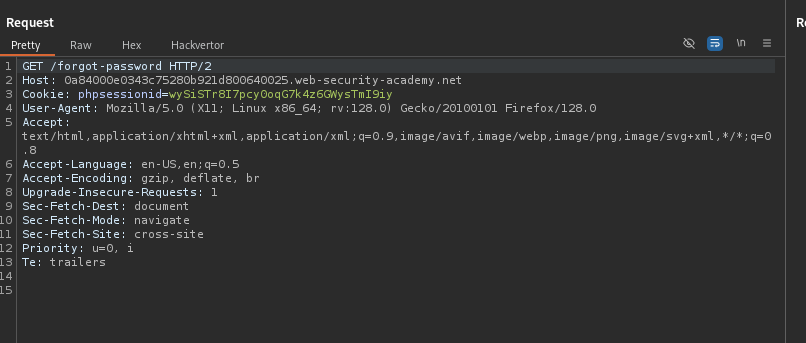 Request
Re
Pretty Raw Hex Hackvertor
\n
1 GET /forgot-password HTTP/2
2 Host: 0a84000e0343c75280b921d800640025.web-security-academy.net
3 Cookie: phpsessionid=wySiSTr8I7pcy0oqG7k4z6GWysTmI9iy
4 User-Agent: Mozilla/5.0 (X11; Linux x86_64; rv:128.0) Gecko/20100101 Firefox/128.0
5 Accept:
text/html,application/xhtml+xml,application/xml;q=0.9,image/avif,image/webp,image/png,image/svg+xml,*/*;q=0
.8
6 Accept-Language: en-US,en;q=0.5
7 Accept-Encoding: gzip, deflate, br
8 Upgrade-Insecure-Requests: 1
9 Sec-Fetch-Dest: document
10 Sec-Fetch-Mode: navigate
11 Sec-Fetch-Site: cross-site
12 Priority: u=0, i
13 Te: trailers
14
15